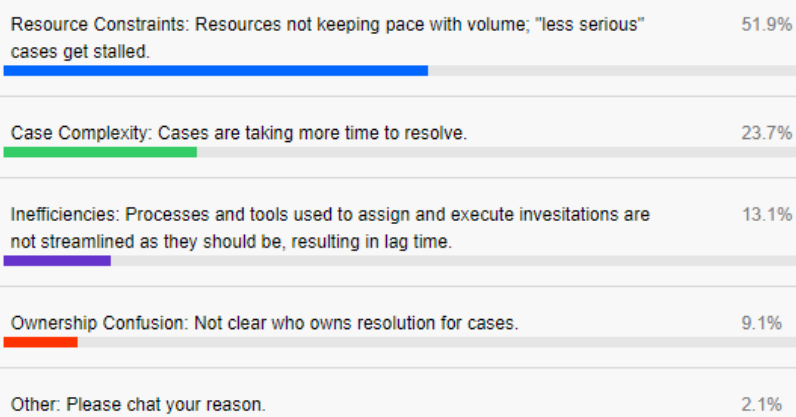 Resource Constraints: Resources not keeping pace with volume; "less serious" 51.9%
cases get stalled.
Case Complexity: Cases are taking more time to resolve. 23.7%
Inefficiencies: Processes and tools used to assign and execute invesitations are 13.1%
not streamlined as they should be, resulting in lag time.
Ownership Confusion: Not clear who owns resolution for cases. 9.1%
Other: Please chat your reason. 2.1%